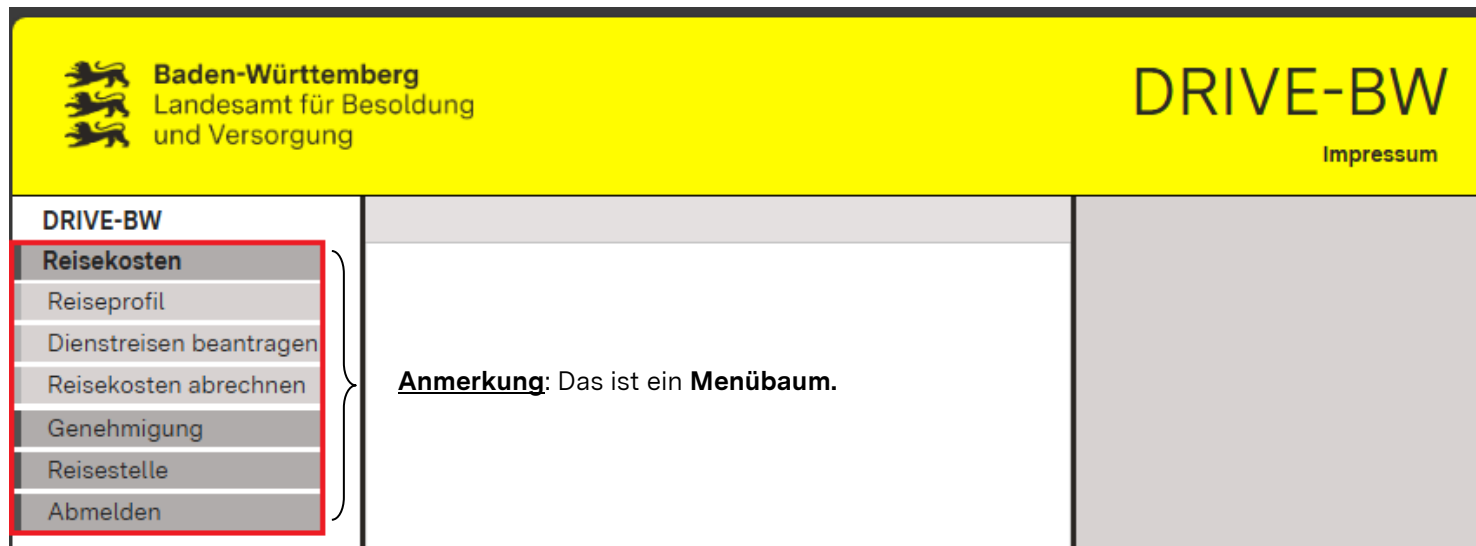 Baden-Württemberg
Landesamt für Besoldung
und Versorgung
DRIVE-BW
Impressum
DRIVE-BW
Reisekosten
Reiseprofil
Dienstreisen beantragen
Reisekosten abrechnen
Genehmigung
Reisestelle
Abmelden
Anmerkung: Das ist ein Menübaum.